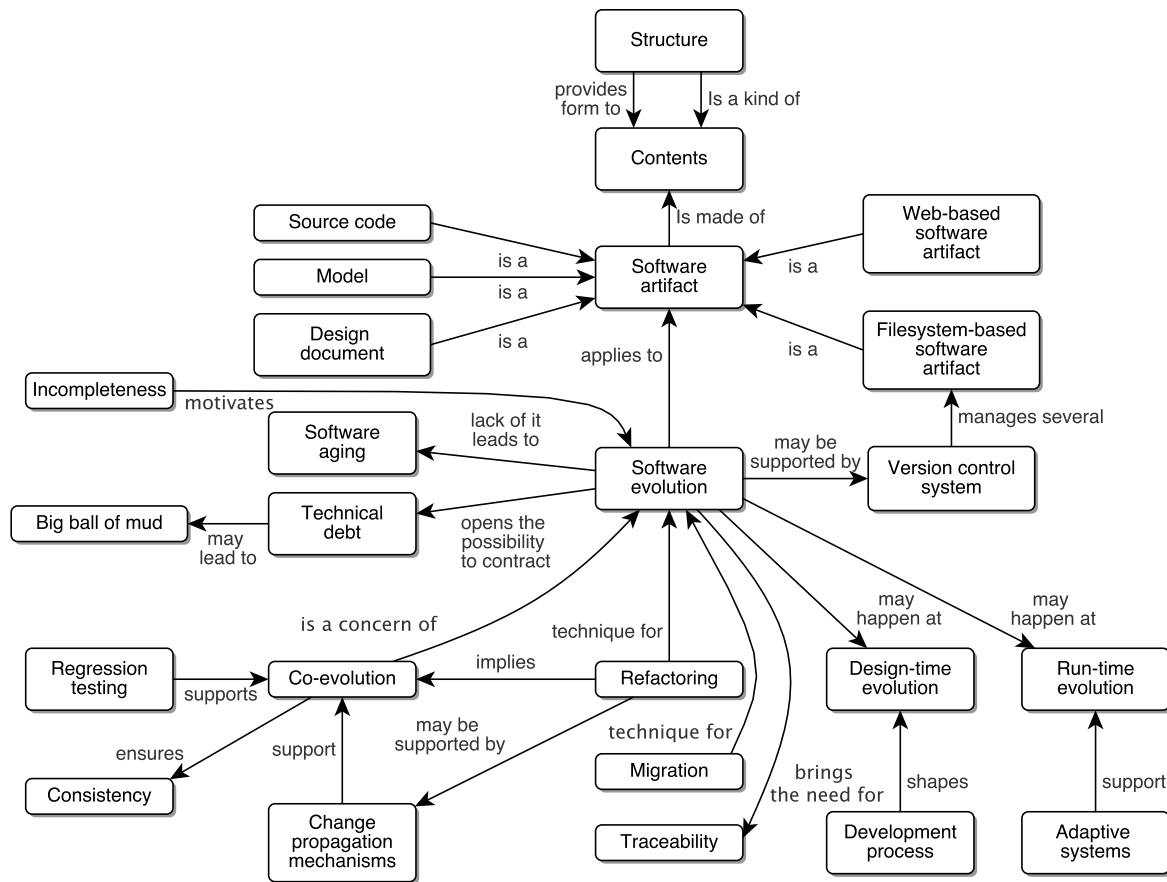 Structure
provides
form to
Is a kind of
Contents
Is made of
Source code
Web-based
software
artifact
Model
is a
is a
Software
artifact
is a
Design
document
is a
applies to
is a
Filesystem-based
software
artifact
Incompleteness
motivates
manages several
Software
aging
lack of it
leads to
Software
evolution
may be
supported by
Version control
system
Big ball of mud
may
lead to
Technical
debt
opens the
possibility
to contract
is a concern of
technique for
may
happen at
may
happen at
Regression
testing
supports
Co-evolution
implies
Refactoring
Design-time
evolution
Run-time
evolution
ensures
support
may be
supported by
technique for
Consistency
Migration
brings
the need for
shapes
support
Change
propagation
mechanisms
Traceability
Development
process
Adaptive
systems